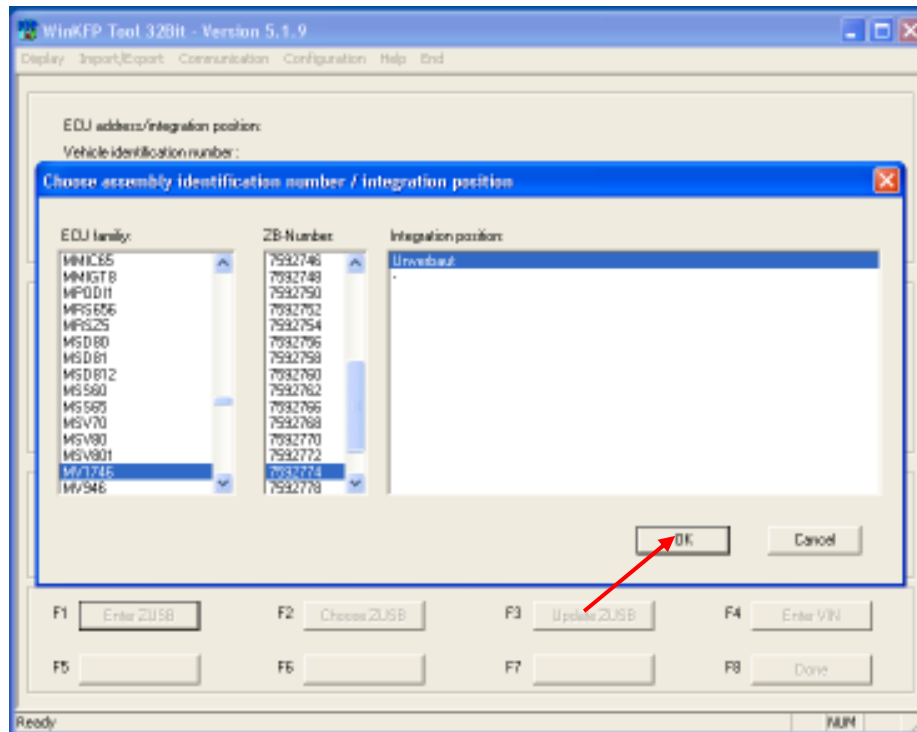 WinKFP Tool 32Bit - Version 5.1.9
Display Import/Export Communication Configuration Help End
ECU address/integration position:
Vehicle identification number :
Choose assembly identification number / integration position
ECU family: ZB-Number: Integration position:
MMIC65 7592746 Unverbaut
MMIGT8 7592748 -
MPODI1 7592750
MRS656 7592752
MRSZ5 7592754
MSD80 7592756
MSD81 7592758
MSD812 7592760
MSS60 7592762
MSS65 7592766
MSV70 7592768
MSV80 7592770
MSV801 7592772
MV1746 7592774
MV946 7592778
OK Cancel
F1 Enter ZUSB F2 Choose ZUSB F3 Update ZUSB F4 Enter VIN
F5 F6 F7 F8 Done
Ready NUM